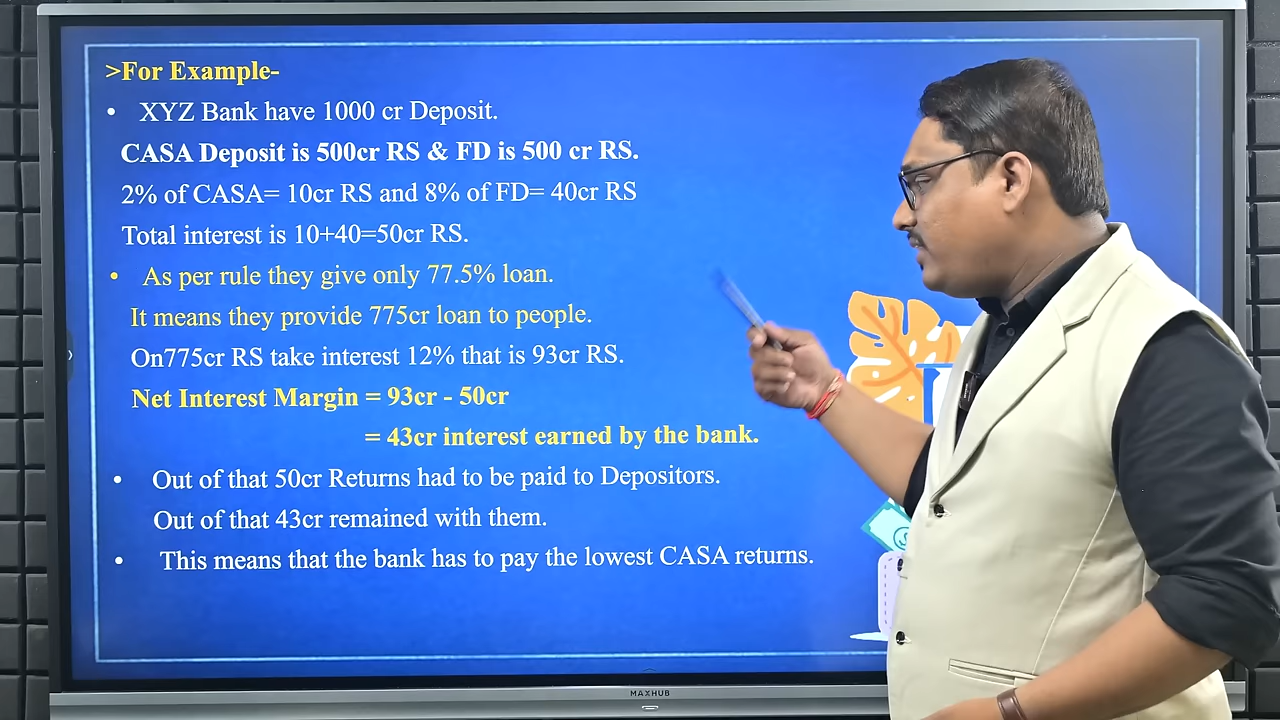 >For Example-
• XYZ Bank have 1000 cr Deposit.
CASA Deposit is 500cr RS & FD is 500 cr RS.
2% of CASA= 10cr RS and 8% of FD= 40cr RS
Total interest is 10+40=50cr RS.
• As per rule they give only 77.5% loan.
It means they provide 775cr loan to people.
On775cr RS take interest 12% that is 93cr RS.
Net Interest Margin = 93cr - 50cr
= 43cr interest earned by the bank.
• Out of that 50cr Returns had to be paid to Depositors.
Out of that 43cr remained with them.
• This means that the bank has to pay the lowest CASA returns.
MAXHUB